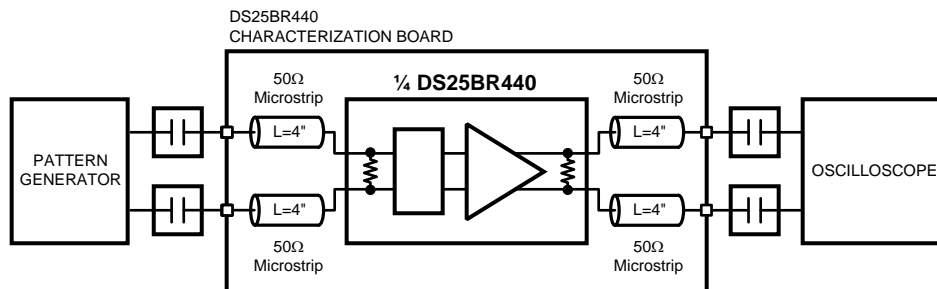 DS25BR440
CHARACTERIZATION BOARD
50Ω
Microstrip
¼ DS25BR440
50Ω
Microstrip
L=4"
L=4"
PATTERN
GENERATOR
OSCILLOSCOPE
L=4"
L=4"
50Ω
Microstrip
50Ω
Microstrip